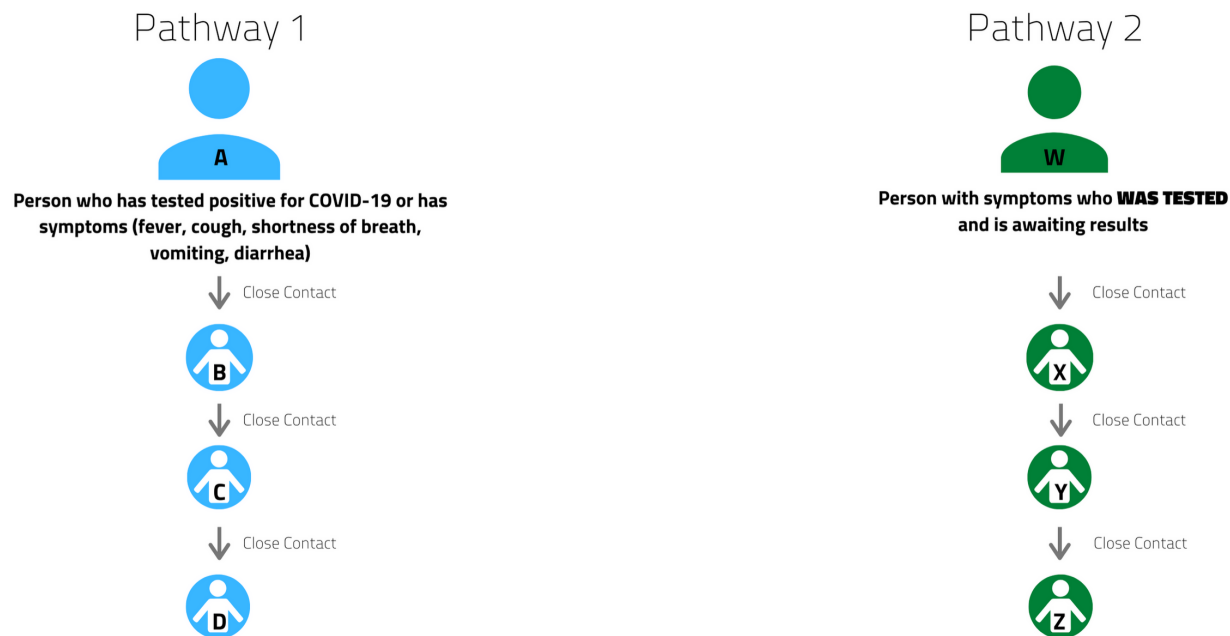 Pathway 1
A
Person who has tested positive for COVID-19 or has
symptoms (fever, cough, shortness of breath,
vomiting, diarrhea)
Close Contact
B
Close Contact
C
Close Contact
D
Pathway 2
W
Person with symptoms who WAS TESTED
and is awaiting results
Close Contact
X
Close Contact
Y
Close Contact
Z